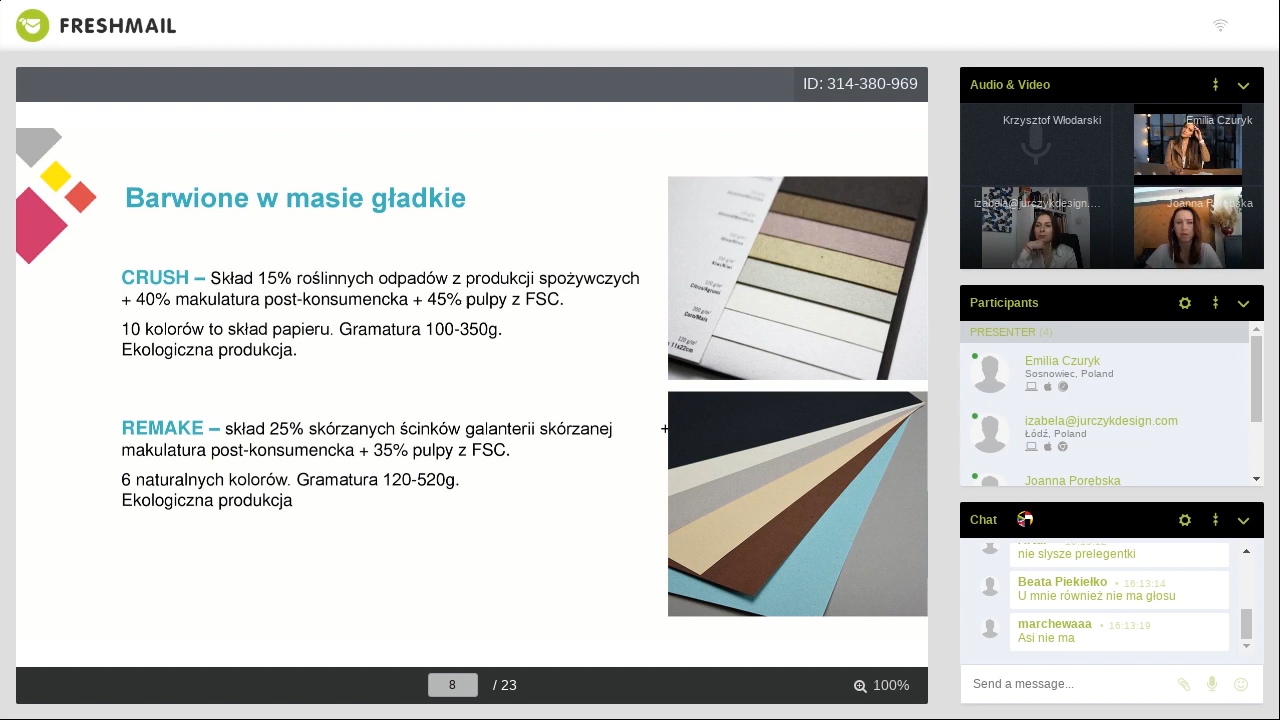 FRESHMAIL
ID: 314-380-969
Barwione w masie gładkie
CRUSH – Skład 15% roślinnych odpadów z produkcji spożywczych
+ 40% makulatura post-konsumencka + 45% pulpy z FSC.
10 kolorów to skład papieru. Gramatura 100-350g.
Ekologiczna produkcja.
REMAKE – skład 25% skórzanych ścinków galanterii skórzanej +
makulatura post-konsumencka + 35% pulpy z FSC.
6 naturalnych kolorów. Gramatura 120-520g.
Ekologiczna produkcja
8 / 23
100%
Audio & Video
Krzysztof Włodarski
Emilia Czuryk
izabela@jurczykdesign....
Joanna Porębska
Participants
PRESENTER (4)
Emilia Czuryk
Sosnowiec, Poland
izabela@jurczykdesign.com
Łódź, Poland
Joanna Porębska
Chat
nie slysze prelegentki
Beata Piekiełko • 16:13:14
U mnie również nie ma głosu
marchewaaa • 16:13:19
Asi nie ma
Send a message...